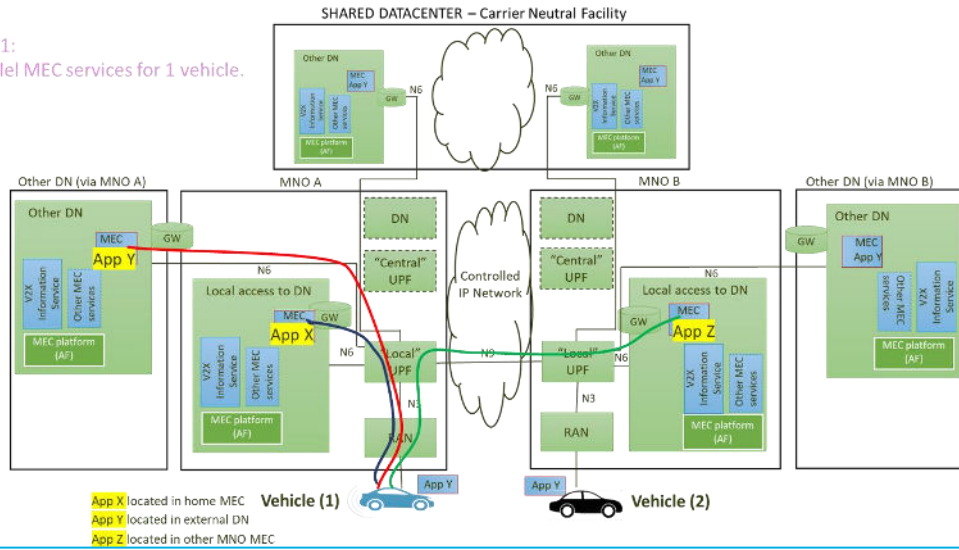 SHARED DATACENTER – Carrier Neutral Facility
1:
lel MEC services for 1 vehicle.
Other DN
MEC
App Y
GW
N6
V2X
Information
Service
Other MEC
services
MEC platform
(AF)
N6
GW
Other DN
MEC
App Y
V2X
Information
Service
Other MEC
services
MEC platform
(AF)
Other DN (via MNO A)
Other DN
MEC
App Y
GW
N6
V2X
Information
Service
Other MEC
services
MEC platform
(AF)
MNO A
DN
"Central"
UPF
Local access to DN
MEC
App X
GW
N6
"Local"
UPF
V2X
Information
Service
Other MEC
services
MEC platform
(AF)
N3
RAN
Controlled
IP Network
N9
MNO B
DN
"Central"
UPF
N6
Local access to DN
GW
MEC
App Z
"Local"
UPF
N6
V2X
Information
Service
Other MEC
services
MEC platform
(AF)
N3
RAN
Other DN (via MNO B)
Other DN
GW
MEC
App Y
Other MEC
services
V2X
Information
Service
MEC platform
(AF)
App Y
Vehicle (1)
App Y
Vehicle (2)
App X located in home MEC
App Y located in external DN
App Z located in other MNO MEC